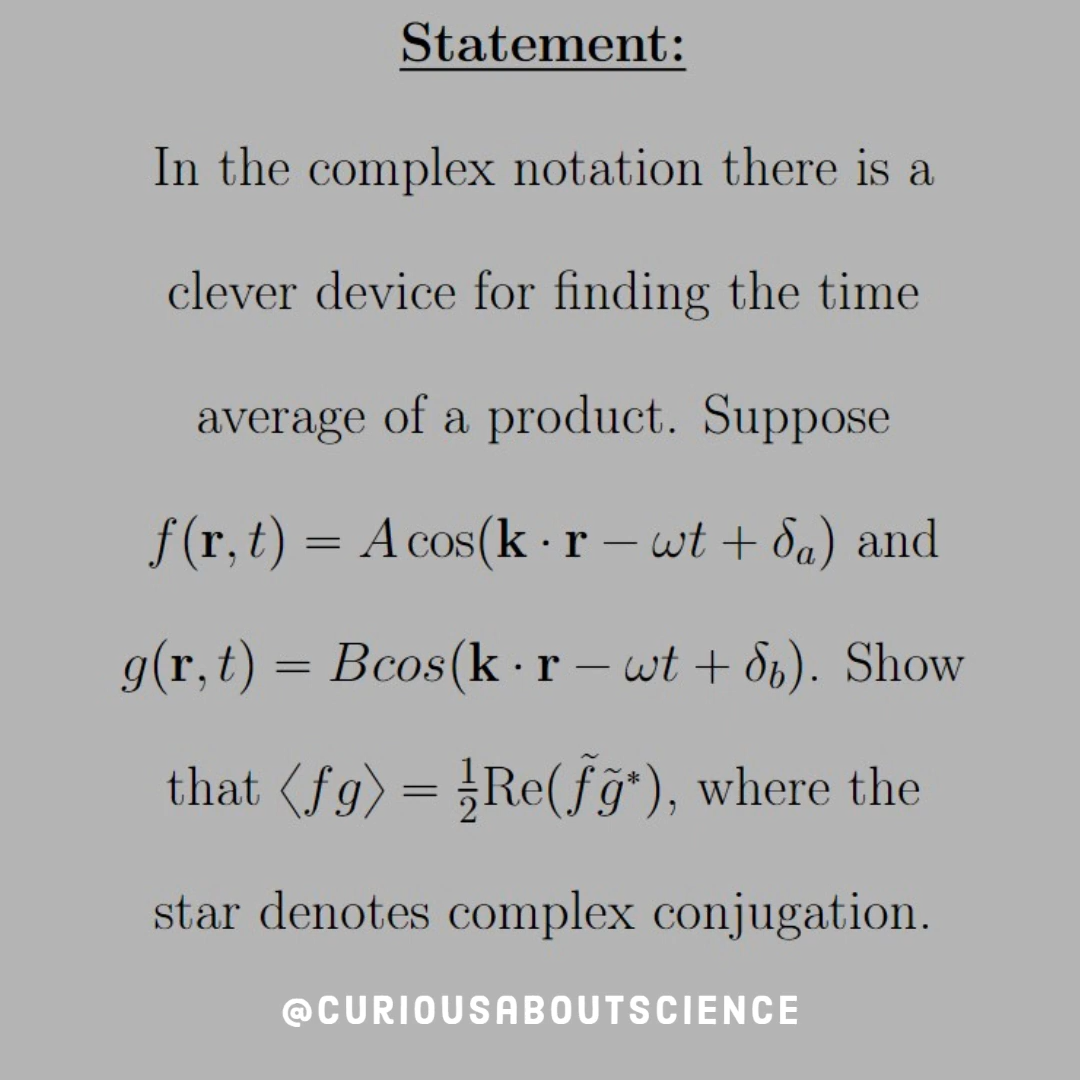 Statement:
In the complex notation there is a
clever device for finding the time
average of a product. Suppose
f(𝐫, t) = A cos(𝐤 · 𝐫 − ωt + δₐ) and
g(𝐫, t) = Bcos(𝐤 · 𝐫 − ωt + δ_b). Show
that ⟨fg⟩ = ½Re(f̃g̃*), where the
star denotes complex conjugation.
@CURIOUSABOUTSCIENCE